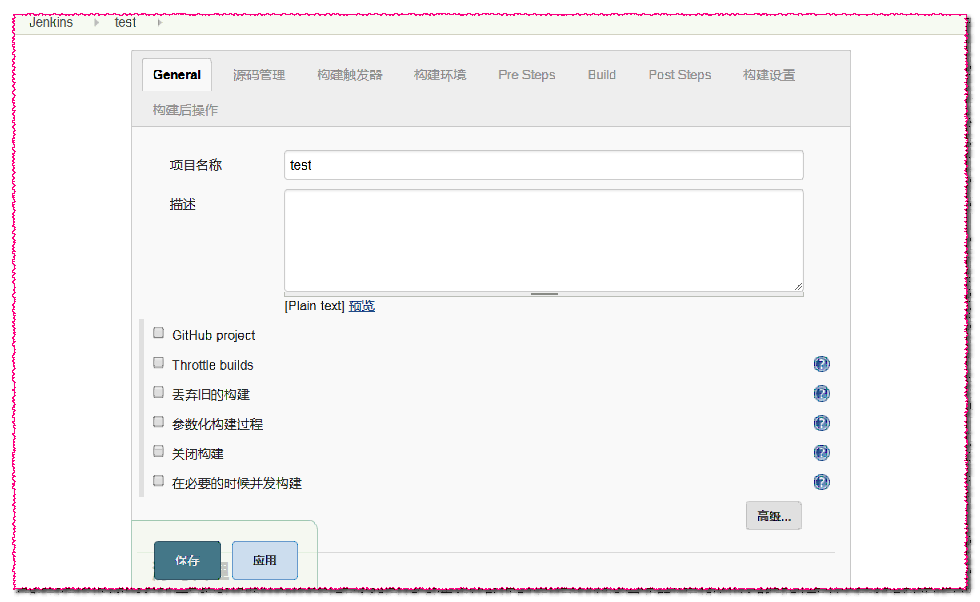 Jenkins test
General 源码管理 构建触发器 构建环境 Pre Steps Build Post Steps 构建设置
构建后操作
项目名称 test
描述
[Plain text] 预览
GitHub project
Throttle builds
丢弃旧的构建
参数化构建过程
关闭构建
在必要的时候并发构建
高级...
保存 应用